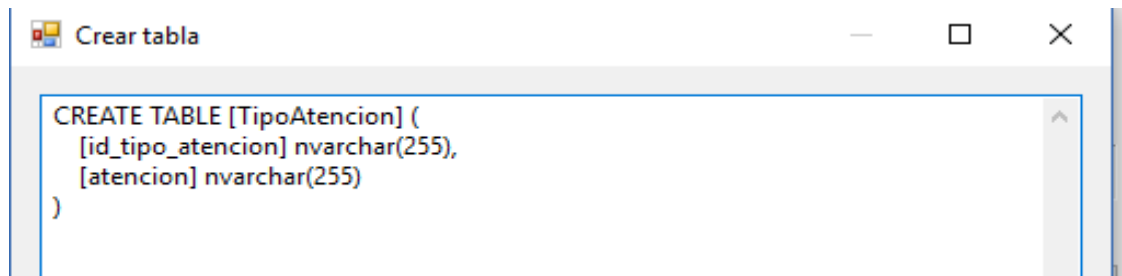 Crear tabla
CREATE TABLE [TipoAtencion] (
[id_tipo_atencion] nvarchar(255),
[atencion] nvarchar(255)
)